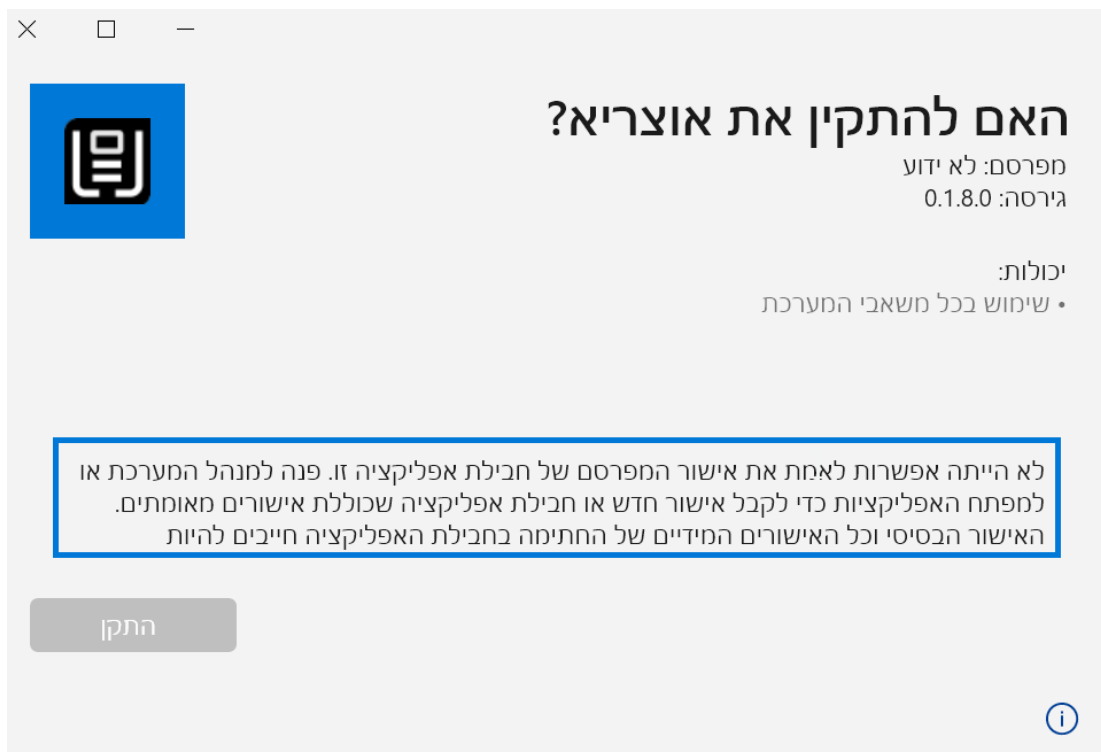 האם להתקין את אוצריא?
מפרסם: לא ידוע
גירסה: 0.1.8.0
יכולות:
• שימוש בכל משאבי המערכת
לא הייתה אפשרות לאמת את אישור המפרסם של חבילת אפליקציה זו. פנה למנהל המערכת או
למפתח האפליקציות כדי לקבל אישור חדש או חבילת אפליקציה שכוללת אישורים מאומתים.
האישור הבסיסי וכל האישורים המידיים של החתימה בחבילת האפליקציה חייבים להיות
התקן